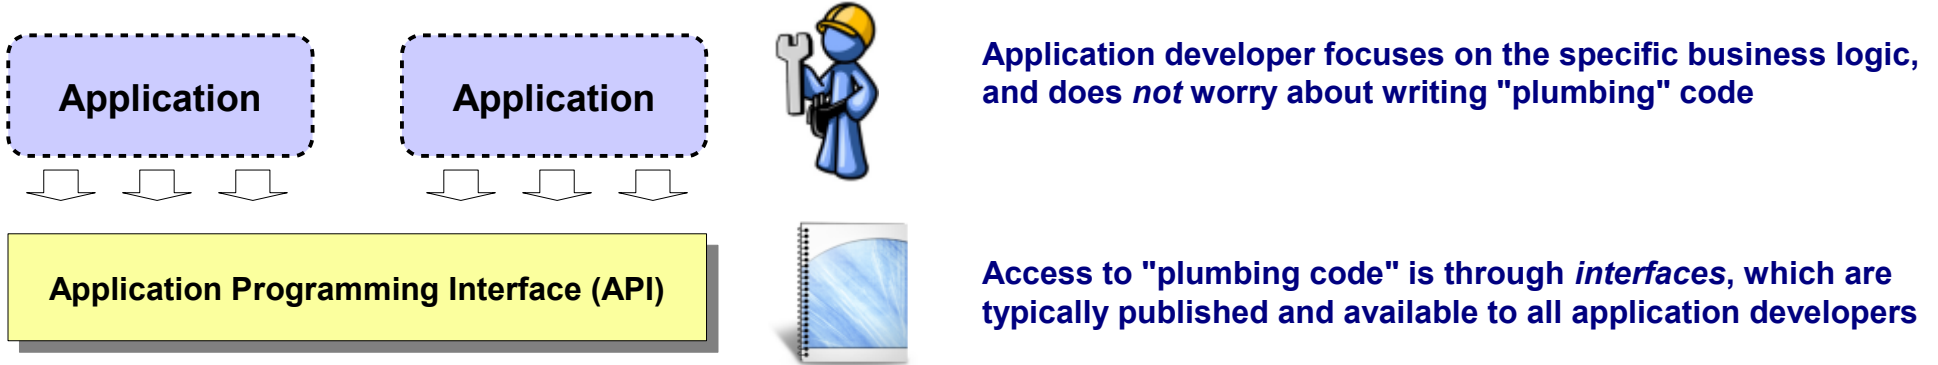 Application
Application
Application developer focuses on the specific business logic,
and does not worry about writing "plumbing" code
Application Programming Interface (API)
Access to "plumbing code" is through interfaces, which are
typically published and available to all application developers